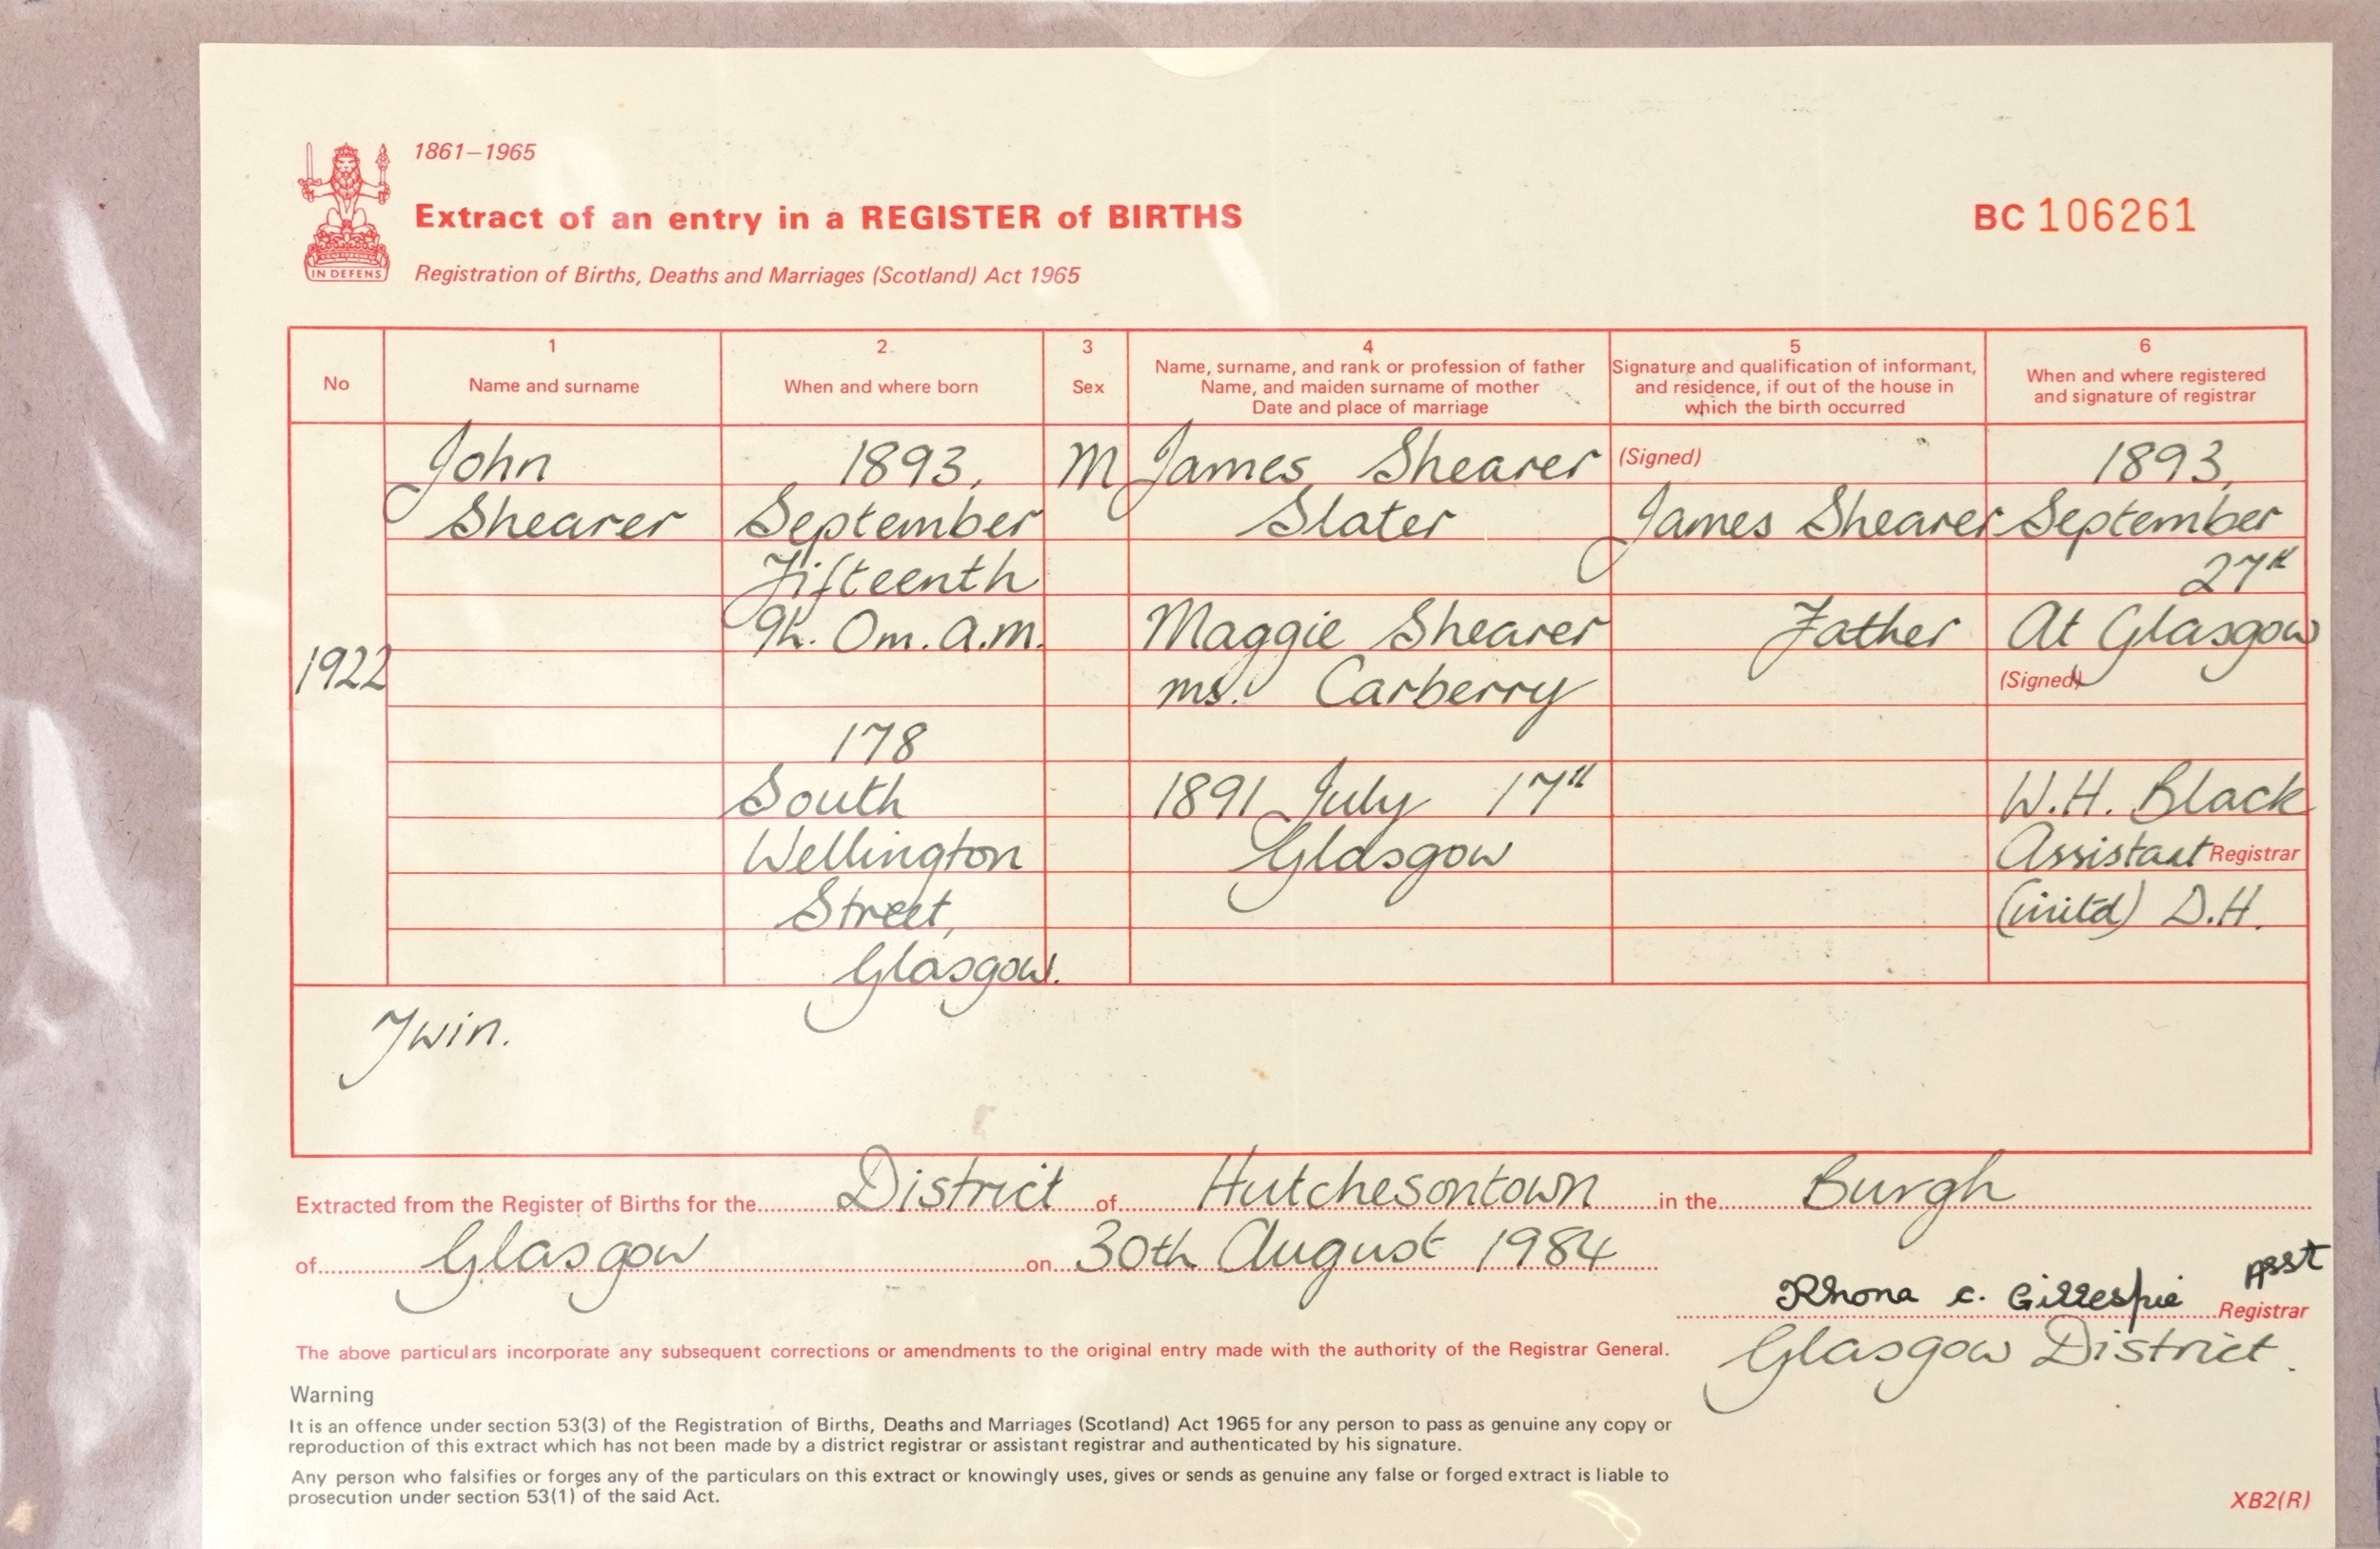 1861–1965
Extract of an entry in a REGISTER of BIRTHS
BC 106261
Registration of Births, Deaths and Marriages (Scotland) Act 1965
IN DEFENS
No
1
Name and surname
2
When and where born
3
Sex
4
Name, surname, and rank or profession of father
Name, and maiden surname of mother
Date and place of marriage
5
Signature and qualification of informant,
and residence, if out of the house in
which the birth occurred
6
When and where registered
and signature of registrar
1922
John
Shearer
1893,
September
Fifteenth
9h. 0m. a.m.
178
South
Wellington
Street,
Glasgow.
M
James Shearer
Slater
Maggie Shearer
ms. Carberry
1891 July 17th
Glasgow
(Signed)
James Shearer
Father
1893,
September
27th
At Glasgow
(Signed)
W.H. Black
Assistant Registrar
(initd) D.H.
Twin.
Extracted from the Register of Births for the District of Hutchesontown in the Burgh
of Glasgow on 30th August 1984
Rhona C. Gillespie Asst Registrar
Glasgow District.
The above particulars incorporate any subsequent corrections or amendments to the original entry made with the authority of the Registrar General.
Warning
It is an offence under section 53(3) of the Registration of Births, Deaths and Marriages (Scotland) Act 1965 for any person to pass as genuine any copy or
reproduction of this extract which has not been made by a district registrar or assistant registrar and authenticated by his signature.
Any person who falsifies or forges any of the particulars on this extract or knowingly uses, gives or sends as genuine any false or forged extract is liable to
prosecution under section 53(1) of the said Act.
XB2(R)